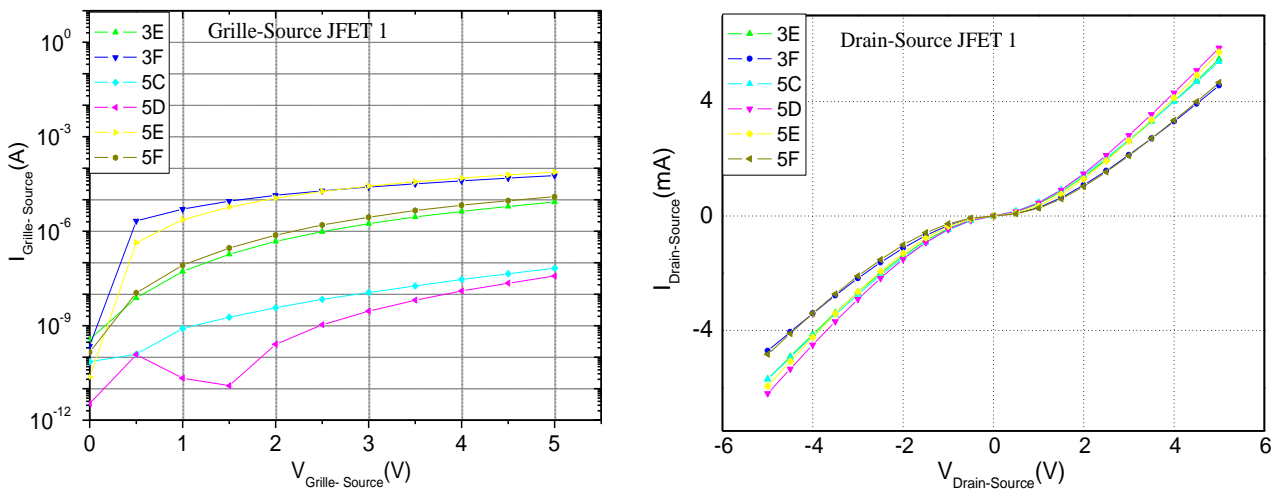 Grille-Source JFET 1
3E
3F
5C
5D
5E
5F
10^0
10^-3
10^-6
10^-9
10^-12
I_Grille- Source (A)
0 1 2 3 4 5
V_Grille- Source (V)
Drain-Source JFET 1
3E
3F
5C
5D
5E
5F
4
0
-4
I_Drain-Source (mA)
-6 -4 -2 0 2 4 6
V_Drain-Source (V)